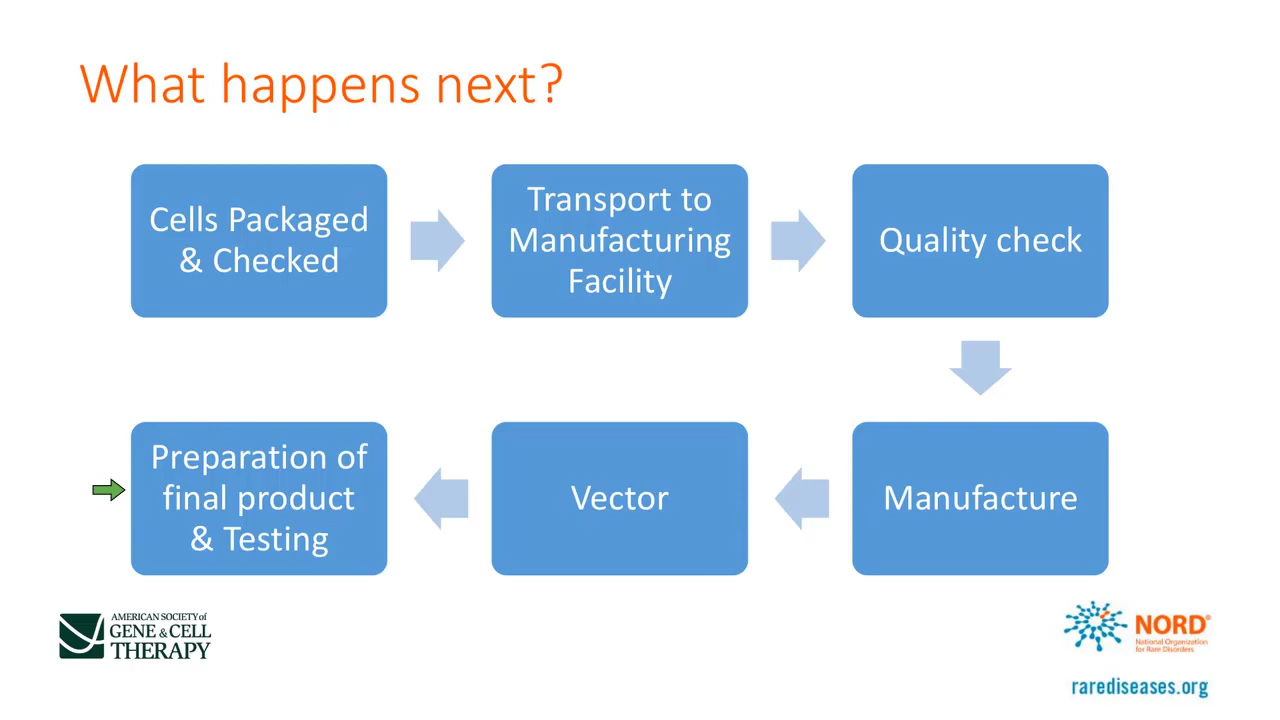 What happens next?
Cells Packaged
& Checked
Transport to
Manufacturing
Facility
Quality check
Preparation of
final product
& Testing
Vector
Manufacture
AMERICAN SOCIETY of
GENE & CELL
THERAPY
NORD®
National Organization
for Rare Disorders
rarediseases.org